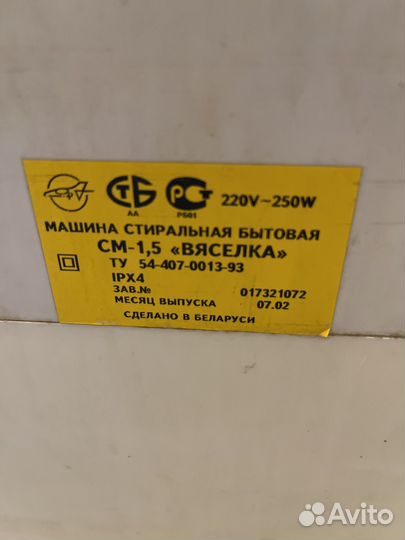 СТБ РСТ 220V~250W
АА РБ01
МАШИНА СТИРАЛЬНАЯ БЫТОВАЯ
СМ-1,5 «ВЯСЕЛКА»
ТУ 54-407-0013-93
IPX4
ЗАВ.№ 017321072
МЕСЯЦ ВЫПУСКА 07.02
СДЕЛАНО В БЕЛАРУСИ
Avito